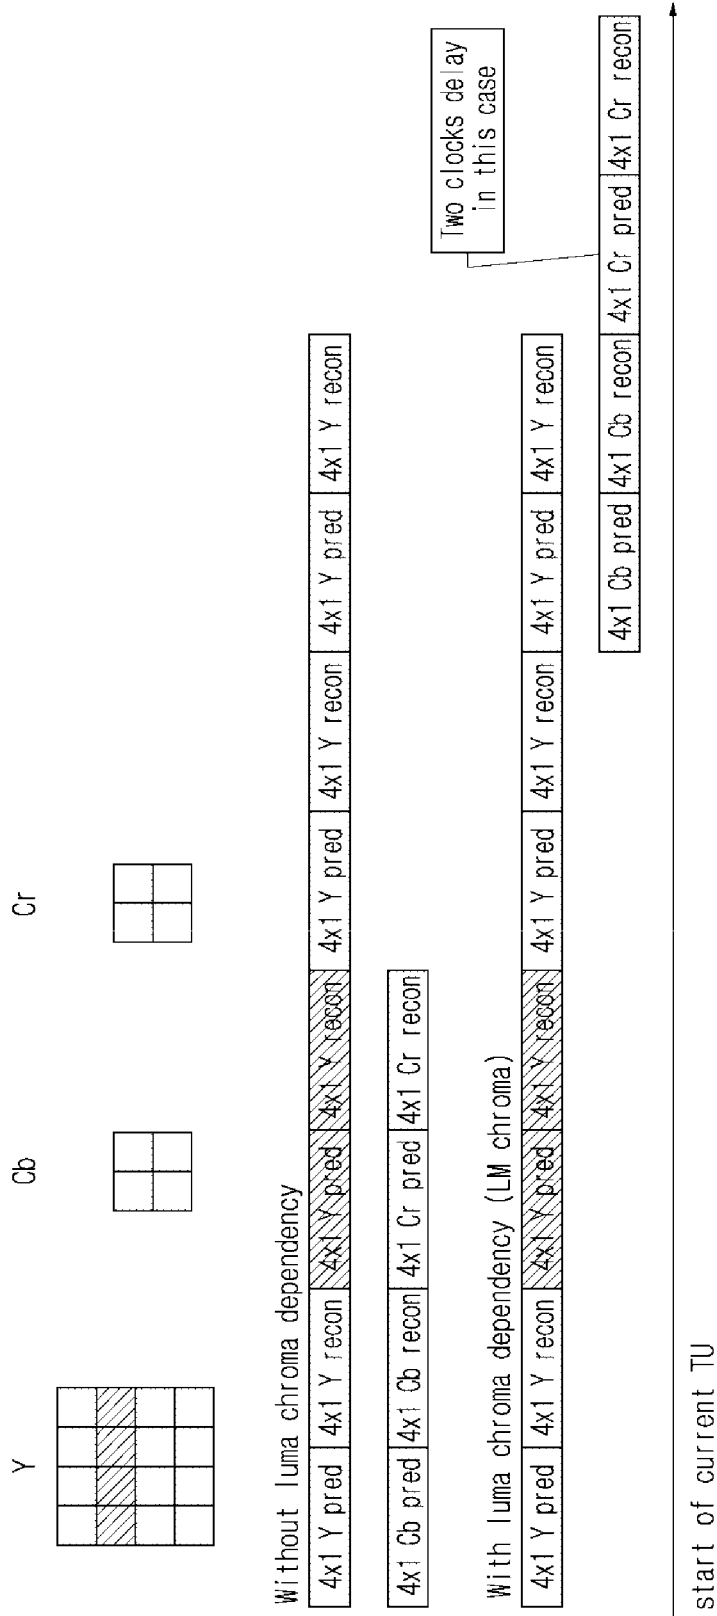 Y
Cb
Cr
Without luma chroma dependency
4x1 Y pred 4x1 Y recon 4x1 Y pred 4x1 Y recon 4x1 Y pred 4x1 Y recon 4x1 Y pred 4x1 Y recon
4x1 Cb pred 4x1 Cb recon 4x1 Cr pred 4x1 Cr recon
With luma chroma dependency (LM chroma)
Two clocks delay
in this case
4x1 Y pred 4x1 Y recon 4x1 Y pred 4x1 Y recon 4x1 Y pred 4x1 Y recon 4x1 Y pred 4x1 Y recon
4x1 Cb pred 4x1 Cb recon 4x1 Cr pred 4x1 Cr recon
start of current TU